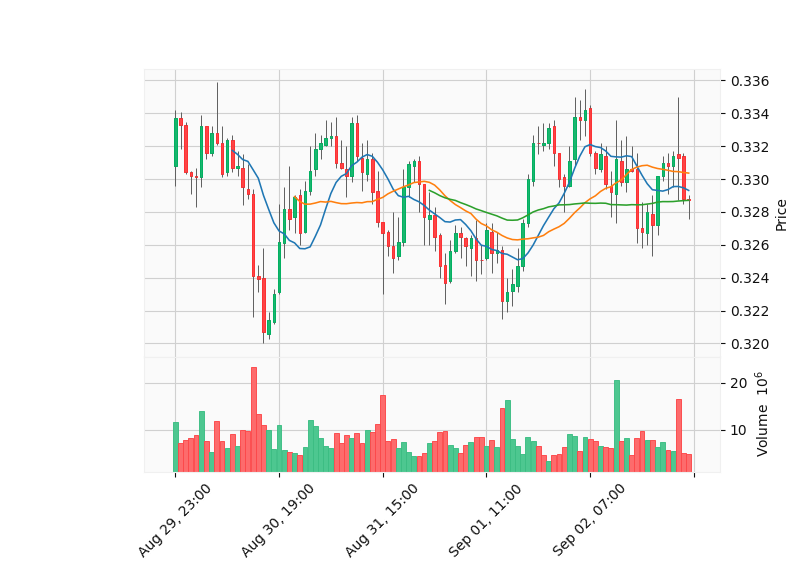 0.336
0.334
0.332
0.330
0.328
0.326
0.324
0.322
0.320
Price
20
10
Volume 10^6
Aug 29, 23:00
Aug 30, 19:00
Aug 31, 15:00
Sep 01, 11:00
Sep 02, 07:00